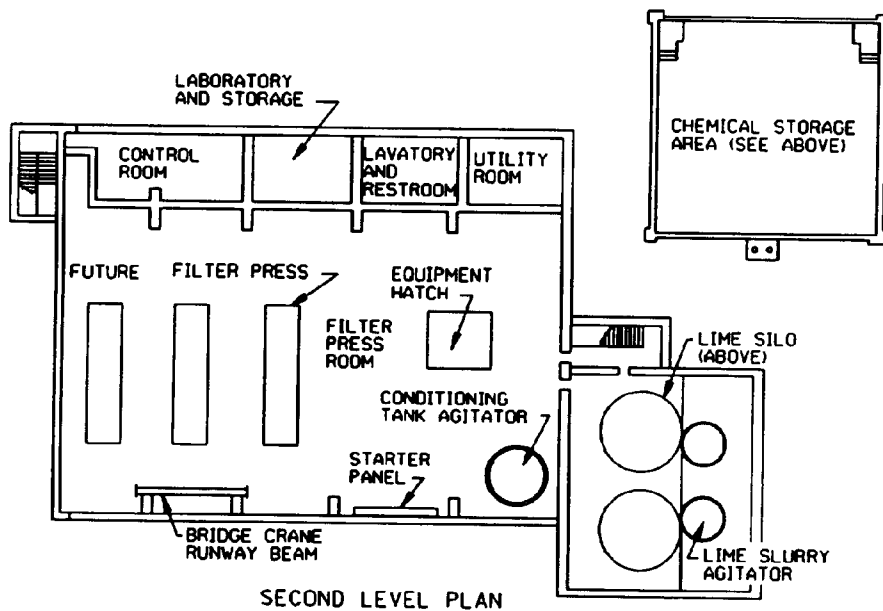 LABORATORY
AND STORAGE
CONTROL
ROOM
LAVATORY
AND
RESTROOM
UTILITY
ROOM
CHEMICAL STORAGE
AREA (SEE ABOVE)
FUTURE
FILTER PRESS
EQUIPMENT
HATCH
FILTER
PRESS
ROOM
LIME SILO
(ABOVE)
CONDITIONING
TANK AGITATOR
STARTER
PANEL
BRIDGE CRANE
RUNWAY BEAM
LIME SLURRY
AGITATOR
SECOND LEVEL PLAN